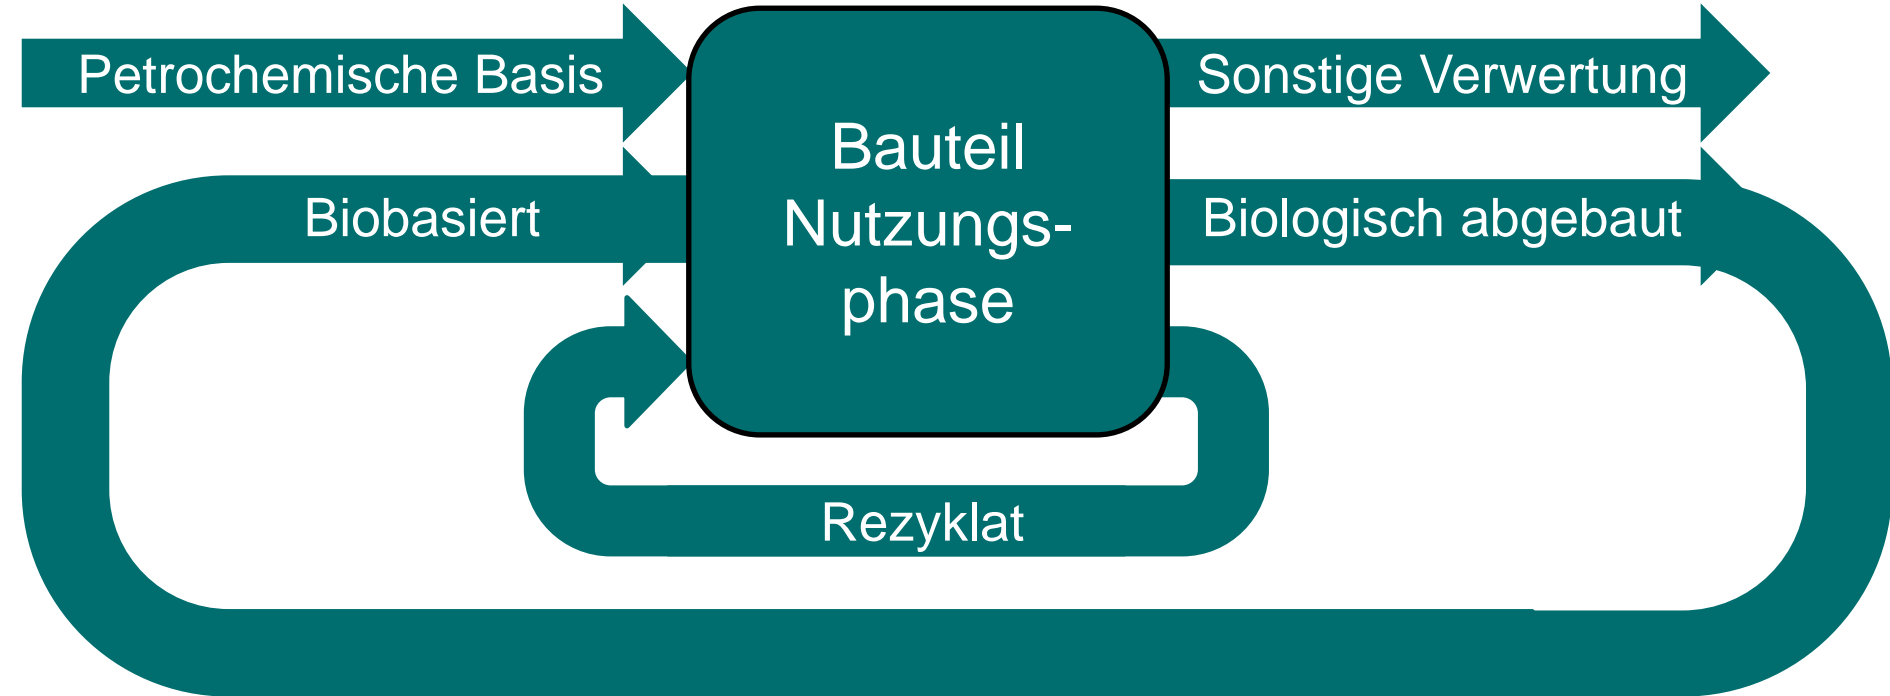 Petrochemische Basis
Sonstige Verwertung
Bauteil
Nutzungs-
phase
Biobasiert
Biologisch abgebaut
Rezyklat